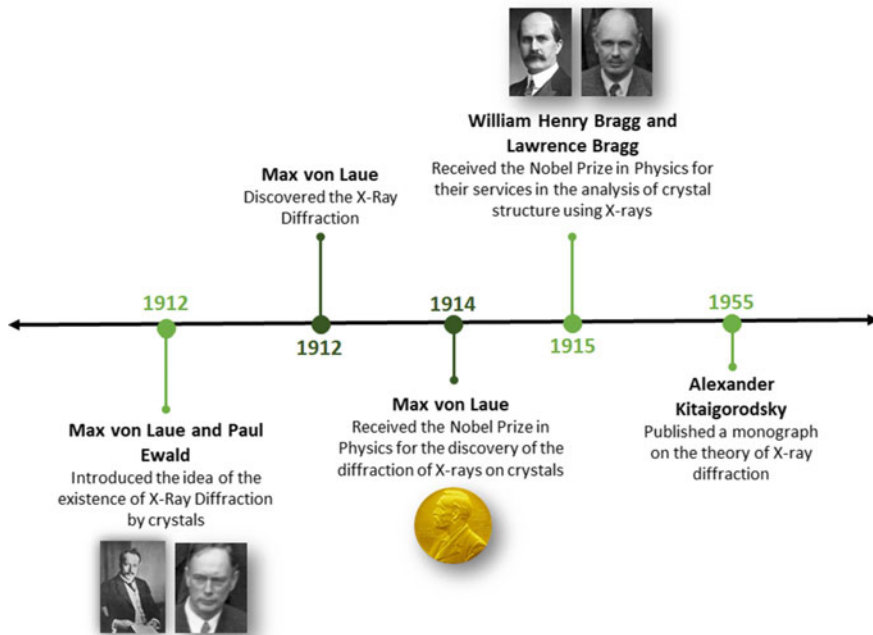 William Henry Bragg and
Lawrence Bragg
Received the Nobel Prize in Physics for
their services in the analysis of crystal
structure using X-rays
Max von Laue
Discovered the X-Ray
Diffraction
1912
1914
1955
1912
1915
Max von Laue and Paul
Ewald
Introduced the idea of the
existence of X-Ray Diffraction
by crystals
Max von Laue
Received the Nobel Prize in
Physics for the discovery of the
diffraction of X-rays on crystals
Alexander
Kitaigorodsky
Published a monograph
on the theory of X-ray
diffraction